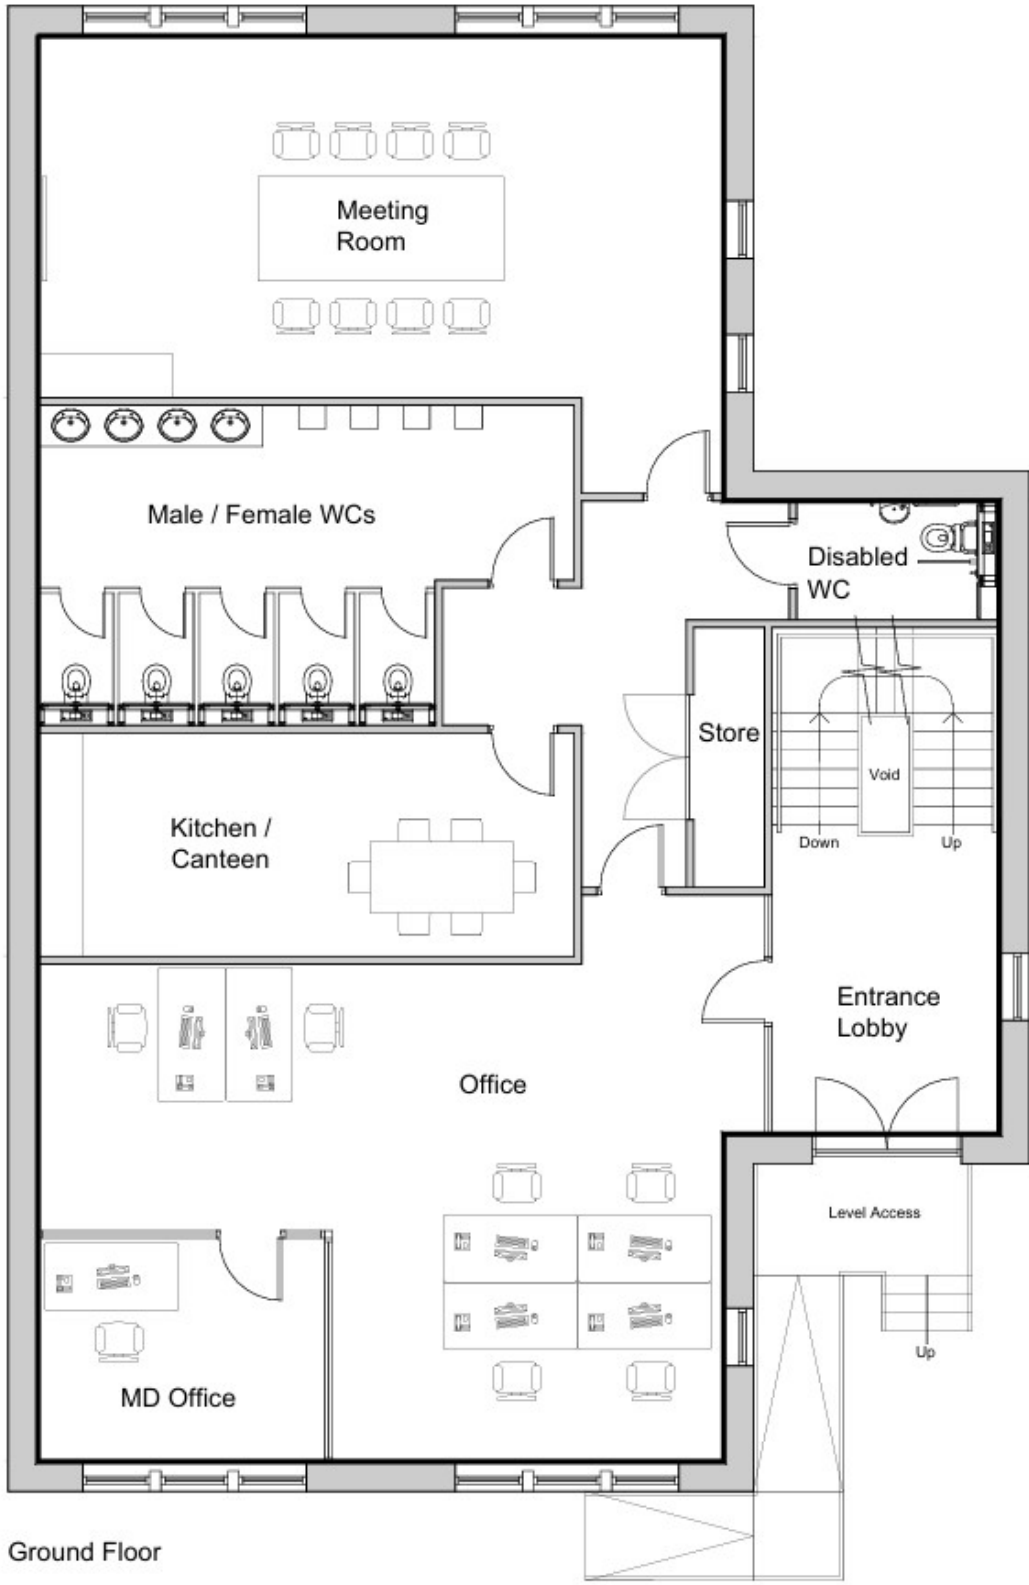 Meeting
Room
Male / Female WCs
Disabled
WC
Store
Void
Down
Up
Kitchen /
Canteen
Entrance
Lobby
Office
Level Access
Up
MD Office
Ground Floor